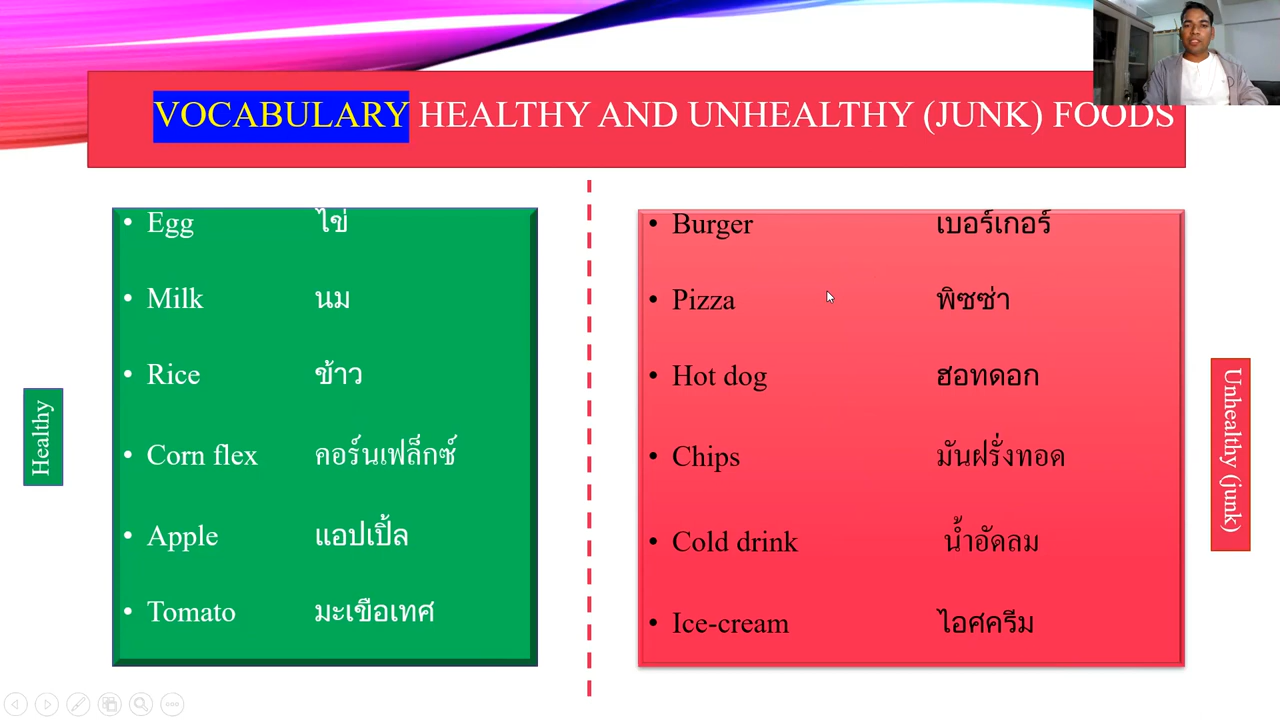 VOCABULARY HEALTHY AND UNHEALTHY (JUNK) FOODS
Healthy
Egg ไข่
Milk นม
Rice ข้าว
Corn flex คอร์นเฟล็กซ์
Apple แอปเปิ้ล
Tomato มะเขือเทศ
Burger เบอร์เกอร์
Pizza พิซซ่า
Hot dog ฮอทดอก
Chips มันฝรั่งทอด
Cold drink น้ำอัดลม
Ice-cream ไอศครีม
Unhealthy (junk)